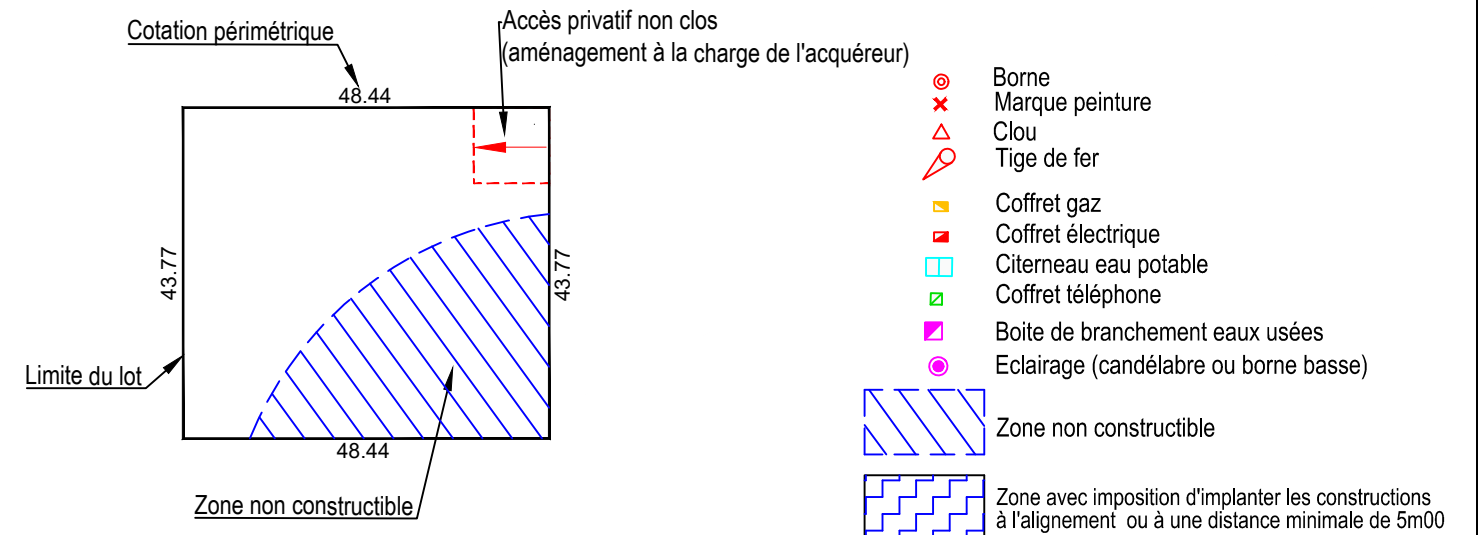 Cotation périmétrique
Accès privatif non clos
(aménagement à la charge de l'acquéreur)
48.44
43.77
43.77
48.44
Limite du lot
Zone non constructible
Borne
Marque peinture
Clou
Tige de fer
Coffret gaz
Coffret électrique
Citerneau eau potable
Coffret téléphone
Boite de branchement eaux usées
Eclairage (candélabre ou borne basse)
Zone non constructible
Zone avec imposition d'implanter les constructions
à l'alignement ou à une distance minimale de 5m00